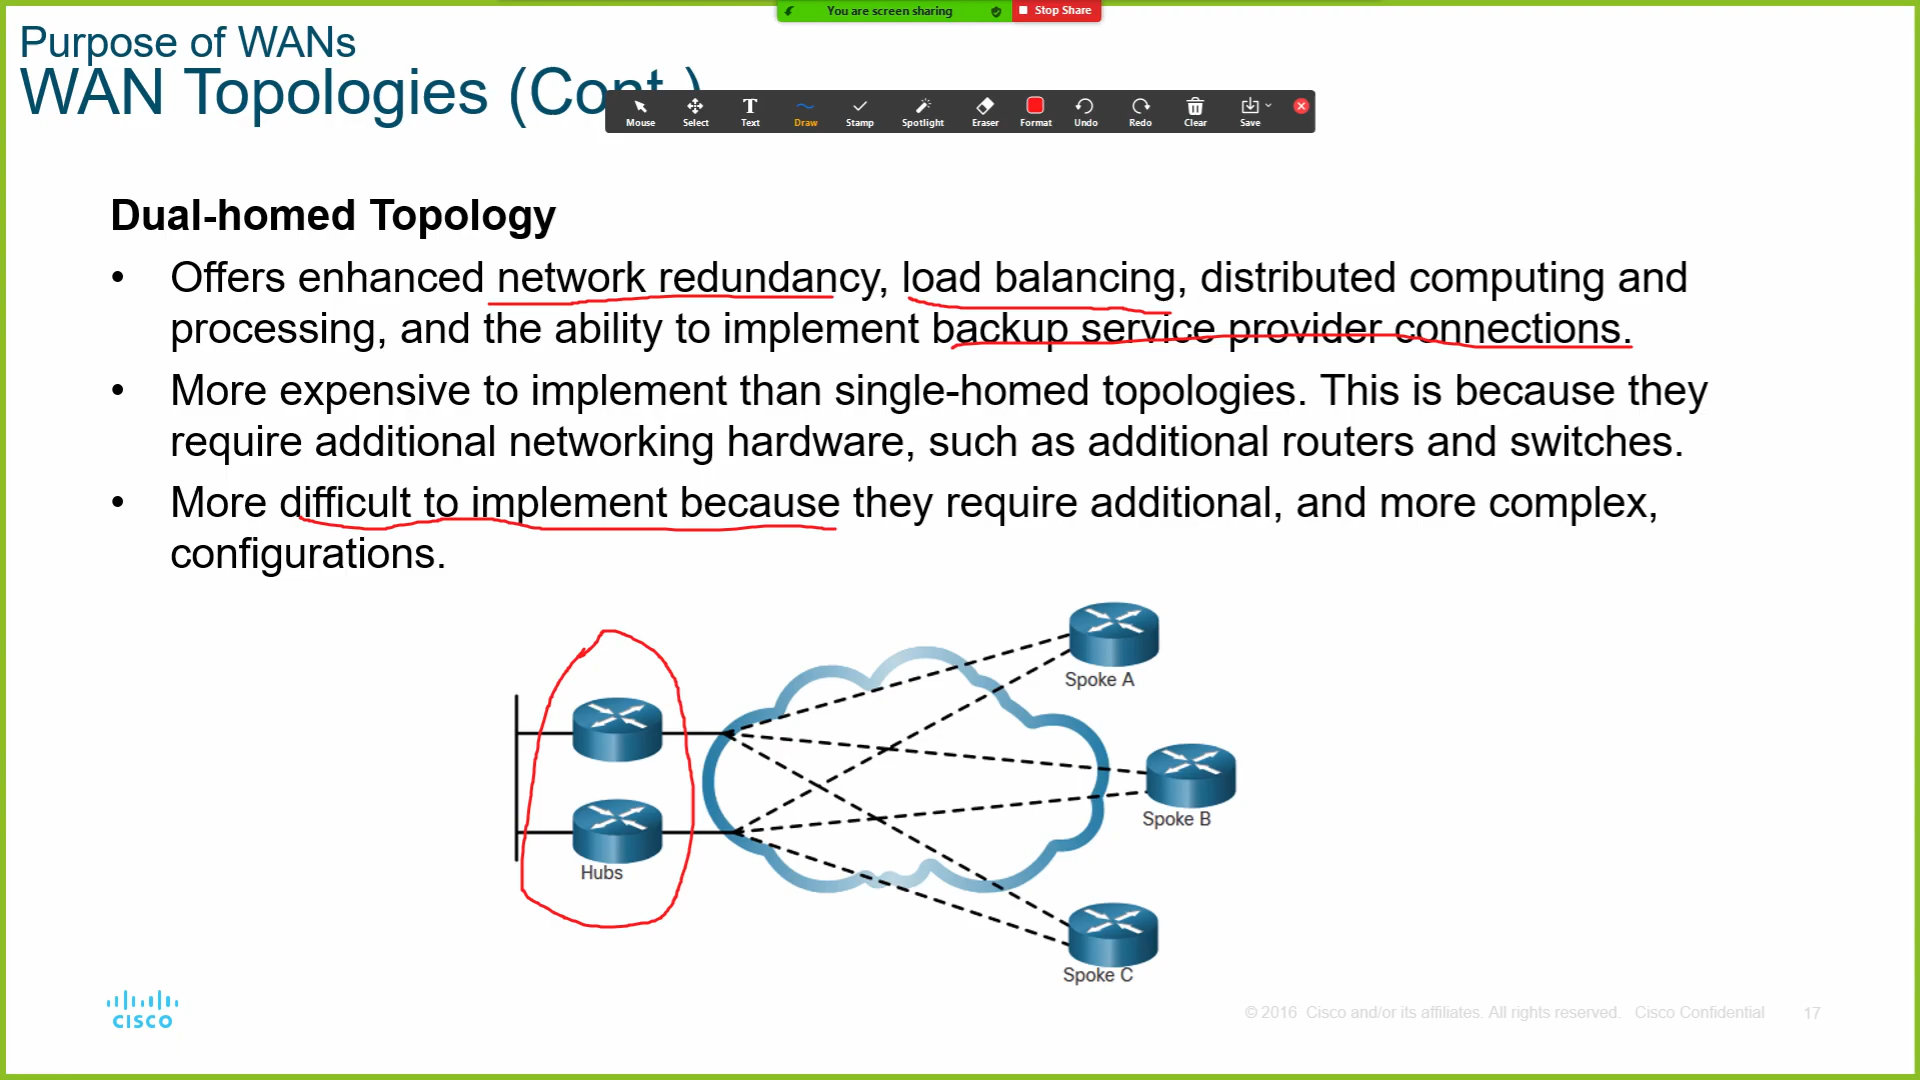 You are screen sharing
Stop Share
Purpose of WANs
WAN Topologies (Cont.)
Mouse
Select
Text
Draw
Stamp
Spotlight
Eraser
Format
Undo
Redo
Clear
Save
Dual-homed Topology
• Offers enhanced network redundancy, load balancing, distributed computing and
processing, and the ability to implement backup service provider connections.
• More expensive to implement than single-homed topologies. This is because they
require additional networking hardware, such as additional routers and switches.
• More difficult to implement because they require additional, and more complex,
configurations.
Spoke A
Spoke B
Hubs
Spoke C
CISCO
© 2016 Cisco and/or its affiliates. All rights reserved. Cisco Confidential
17